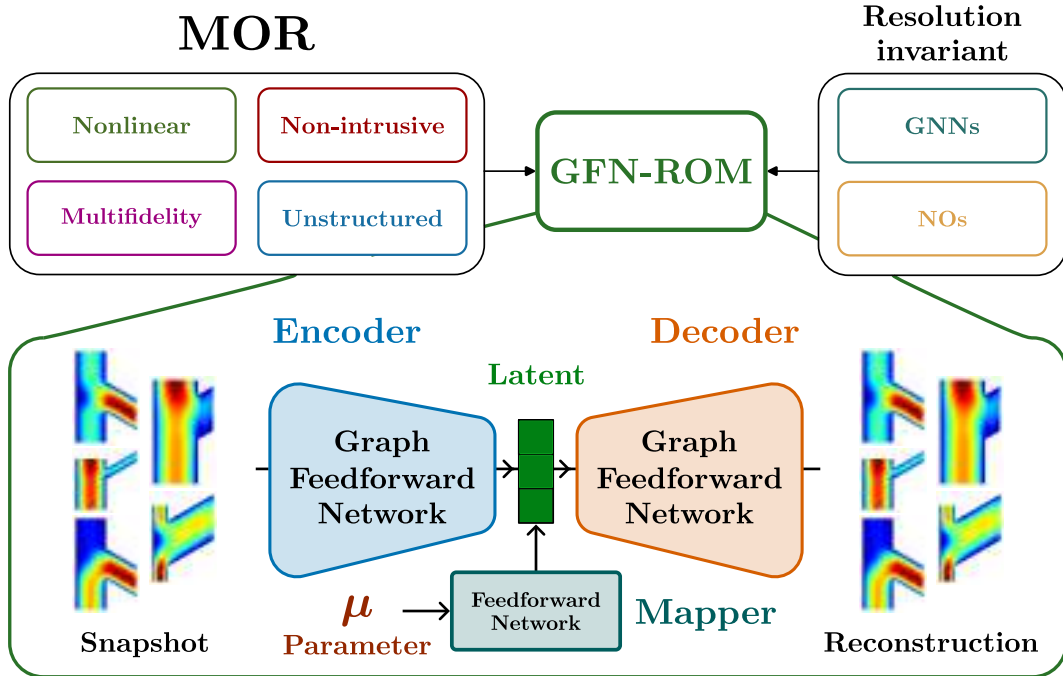 MOR
Resolution
invariant
Nonlinear
Non-intrusive
Multifidelity
Unstructured
GFN-ROM
GNNs
NOs
Encoder
Decoder
Latent
Graph
Feedforward
Network
Graph
Feedforward
Network
μ
Parameter
Feedforward
Network
Mapper
Snapshot
Reconstruction